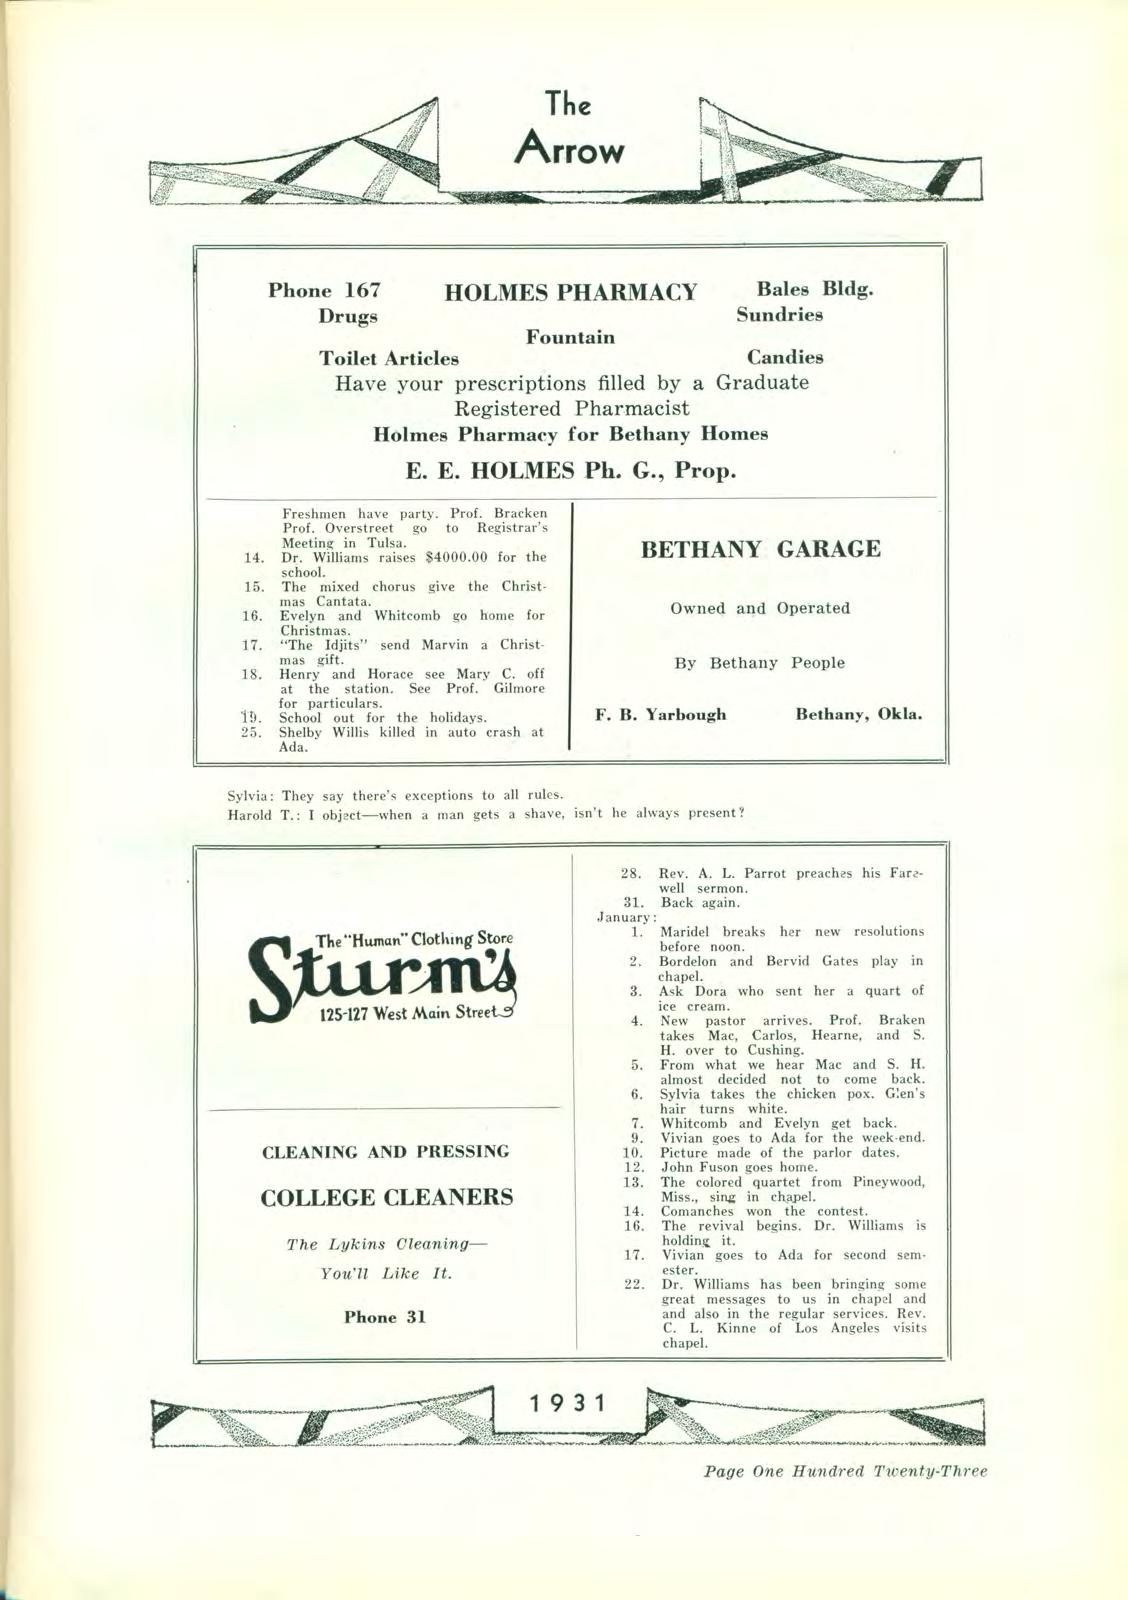 The
Arrow
Phone 167 HOLMES PHARMACY Bales Bldg.
Drugs Sundries
Fountain
Toilet Articles Candies
Have your prescriptions filled by a Graduate
Registered Pharmacist
Holmes Pharmacy for Bethany Homes
E. E. HOLMES Ph. G., Prop.
Freshmen have party. Prof. Bracken
Prof. Overstreet go to Registrar's
Meeting in Tulsa.
14. Dr. Williams raises $4000.00 for the
school.
15. The mixed chorus give the Christ-
mas Cantata.
16. Evelyn and Whitcomb go home for
Christmas.
17. "The Idjits" send Marvin a Christ-
mas gift.
18. Henry and Horace see Mary C. off
at the station. See Prof. Gilmore
for particulars.
19. School out for the holidays.
25. Shelby Willis killed in auto crash at
Ada.
BETHANY GARAGE
Owned and Operated
By Bethany People
F. B. Yarbough Bethany, Okla.
Sylvia: They say there's exceptions to all rules.
Harold T.: I object—when a man gets a shave, isn't he always present?
The "Human" Clothing Store
Sturm's
125-127 West Main Street
CLEANING AND PRESSING
COLLEGE CLEANERS
The Lykins Cleaning—
You'll Like It.
Phone 31
28. Rev. A. L. Parrot preaches his Fare-
well sermon.
31. Back again.
January:
1. Maridel breaks her new resolutions
before noon.
2. Bordelon and Bervid Gates play in
chapel.
3. Ask Dora who sent her a quart of
ice cream.
4. New pastor arrives. Prof. Braken
takes Mac, Carlos, Hearne, and S.
H. over to Cushing.
5. From what we hear Mac and S. H.
almost decided not to come back.
6. Sylvia takes the chicken pox. Glen's
hair turns white.
7. Whitcomb and Evelyn get back.
9. Vivian goes to Ada for the week-end.
10. Picture made of the parlor dates.
12. John Fuson goes home.
13. The colored quartet from Pineywood,
Miss., sing in chapel.
14. Comanches won the contest.
16. The revival begins. Dr. Williams is
holding it.
17. Vivian goes to Ada for second sem-
ester.
22. Dr. Williams has been bringing some
great messages to us in chapel and
and also in the regular services. Rev.
C. L. Kinne of Los Angeles visits
chapel.
1931
Page One Hundred Twenty-Three